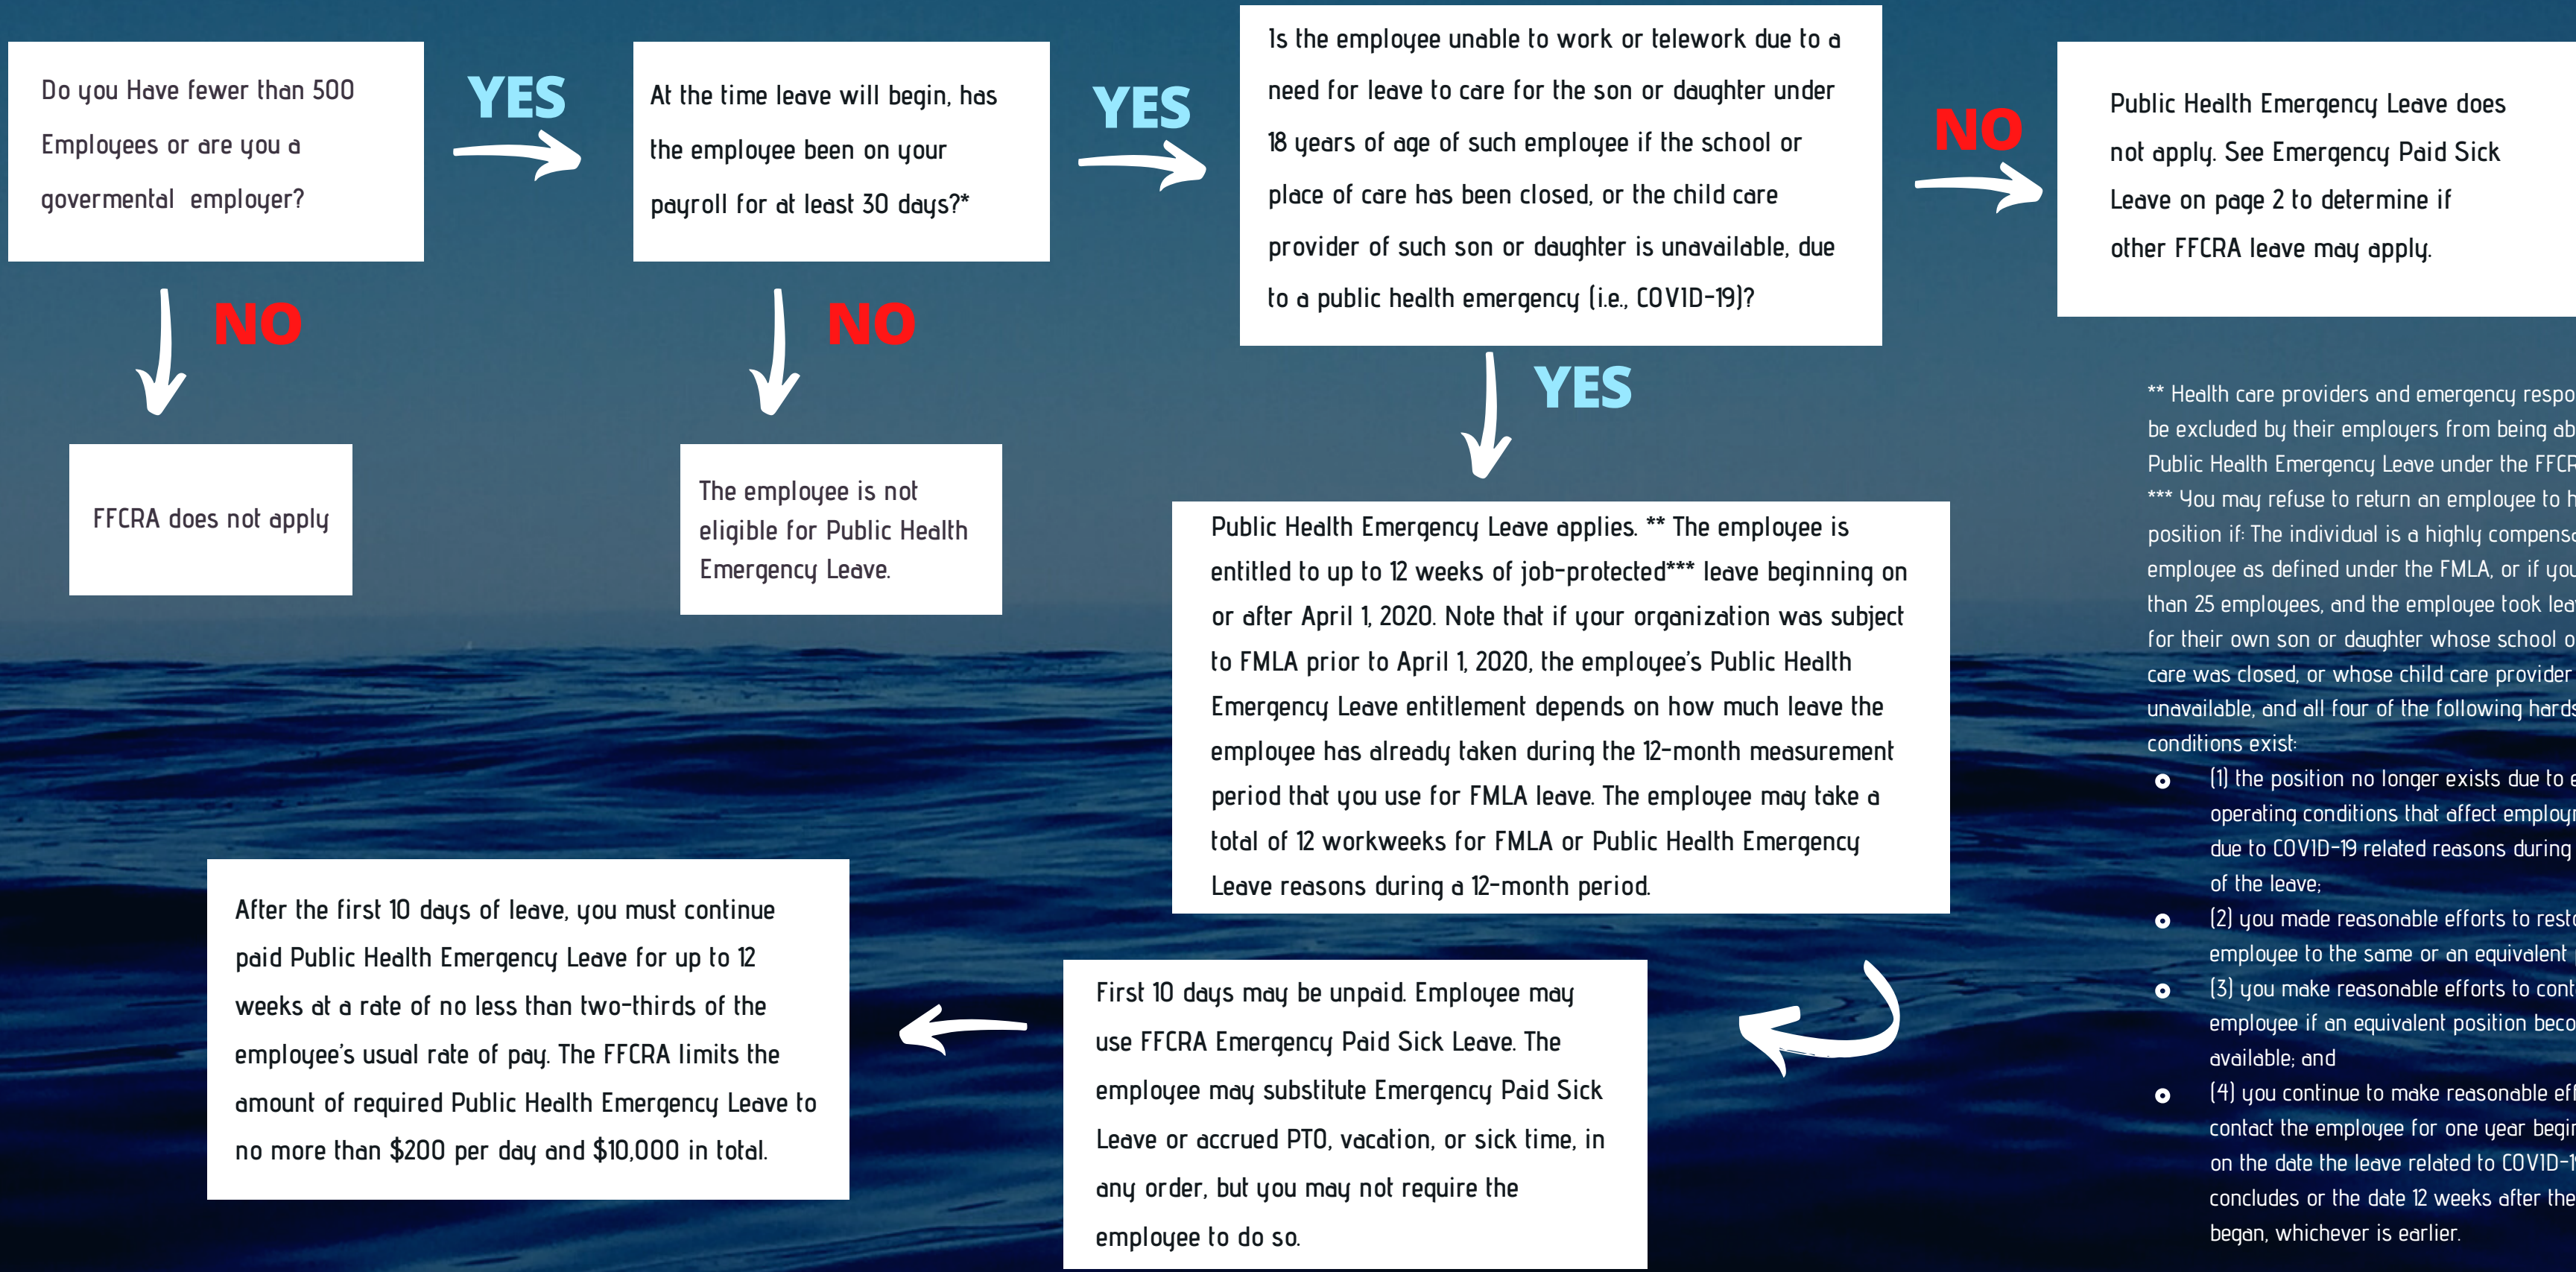 Do you Have fewer than 500
Employees or are you a
govermental employer?
YES
At the time leave will begin, has
the employee been on your
payroll for at least 30 days?*
YES
Is the employee unable to work or telework due to a
need for leave to care for the son or daughter under
18 years of age of such employee if the school or
place of care has been closed, or the child care
provider of such son or daughter is unavailable, due
to a public health emergency (i.e., COVID-19)?
NO
Public Health Emergency Leave does
not apply. See Emergency Paid Sick
Leave on page 2 to determine if
other FFCRA leave may apply.
NO
FFCRA does not apply
NO
The employee is not
eligible for Public Health
Emergency Leave.
YES
Public Health Emergency Leave applies. ** The employee is
entitled to up to 12 weeks of job-protected*** leave beginning on
or after April 1, 2020. Note that if your organization was subject
to FMLA prior to April 1, 2020, the employee's Public Health
Emergency Leave entitlement depends on how much leave the
employee has already taken during the 12-month measurement
period that you use for FMLA leave. The employee may take a
total of 12 workweeks for FMLA or Public Health Emergency
Leave reasons during a 12-month period.
First 10 days may be unpaid. Employee may
use FFCRA Emergency Paid Sick Leave. The
employee may substitute Emergency Paid Sick
Leave or accrued PTO, vacation, or sick time, in
any order, but you may not require the
employee to do so.
After the first 10 days of leave, you must continue
paid Public Health Emergency Leave for up to 12
weeks at a rate of no less than two-thirds of the
employee's usual rate of pay. The FFCRA limits the
amount of required Public Health Emergency Leave to
no more than $200 per day and $10,000 in total.
** Health care providers and emergency
be excluded by their employers from being
Public Health Emergency Leave under the
*** You may refuse to return an employee to
position if: The individual is a highly
employee as defined under the FMLA, or if
than 25 employees, and the employee took
for their own son or daughter whose school
care was closed, or whose child care provider
unavailable, and all four of the following
conditions exist:
(1) the position no longer exists due to
operating conditions that affect
due to COVID-19 related reasons during
of the leave;
(2) you made reasonable efforts to
employee to the same or an equivalent
(3) you make reasonable efforts to
employee if an equivalent position
available; and
(4) you continue to make reasonable
contact the employee for one year
on the date the leave related to
concludes or the date 12 weeks after the
began, whichever is earlier.